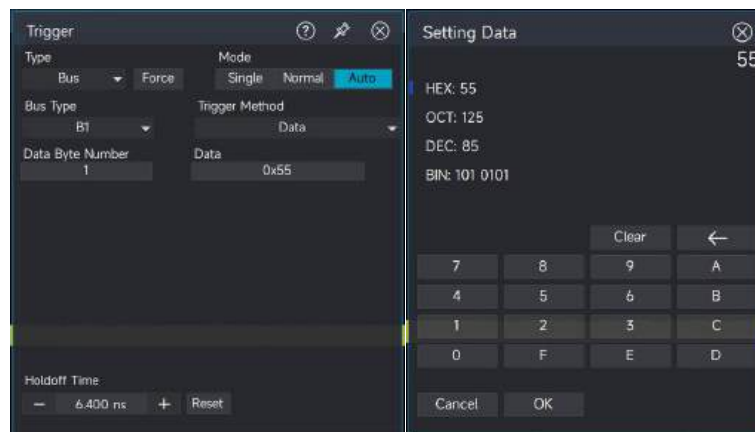 Trigger
Type
Mode
Bus
Force
Single
Normal
Auto
Bus Type
Trigger Method
B1
Data
Data Byte Number
Data
1
0x55
Holdoff Time
−
6.400 ns
+
Reset
Setting Data
55
HEX: 55
OCT: 125
DEC: 85
BIN: 101 0101
Clear
←
7 8 9 A
4 5 6 B
1 2 3 C
0 F E D
Cancel
OK